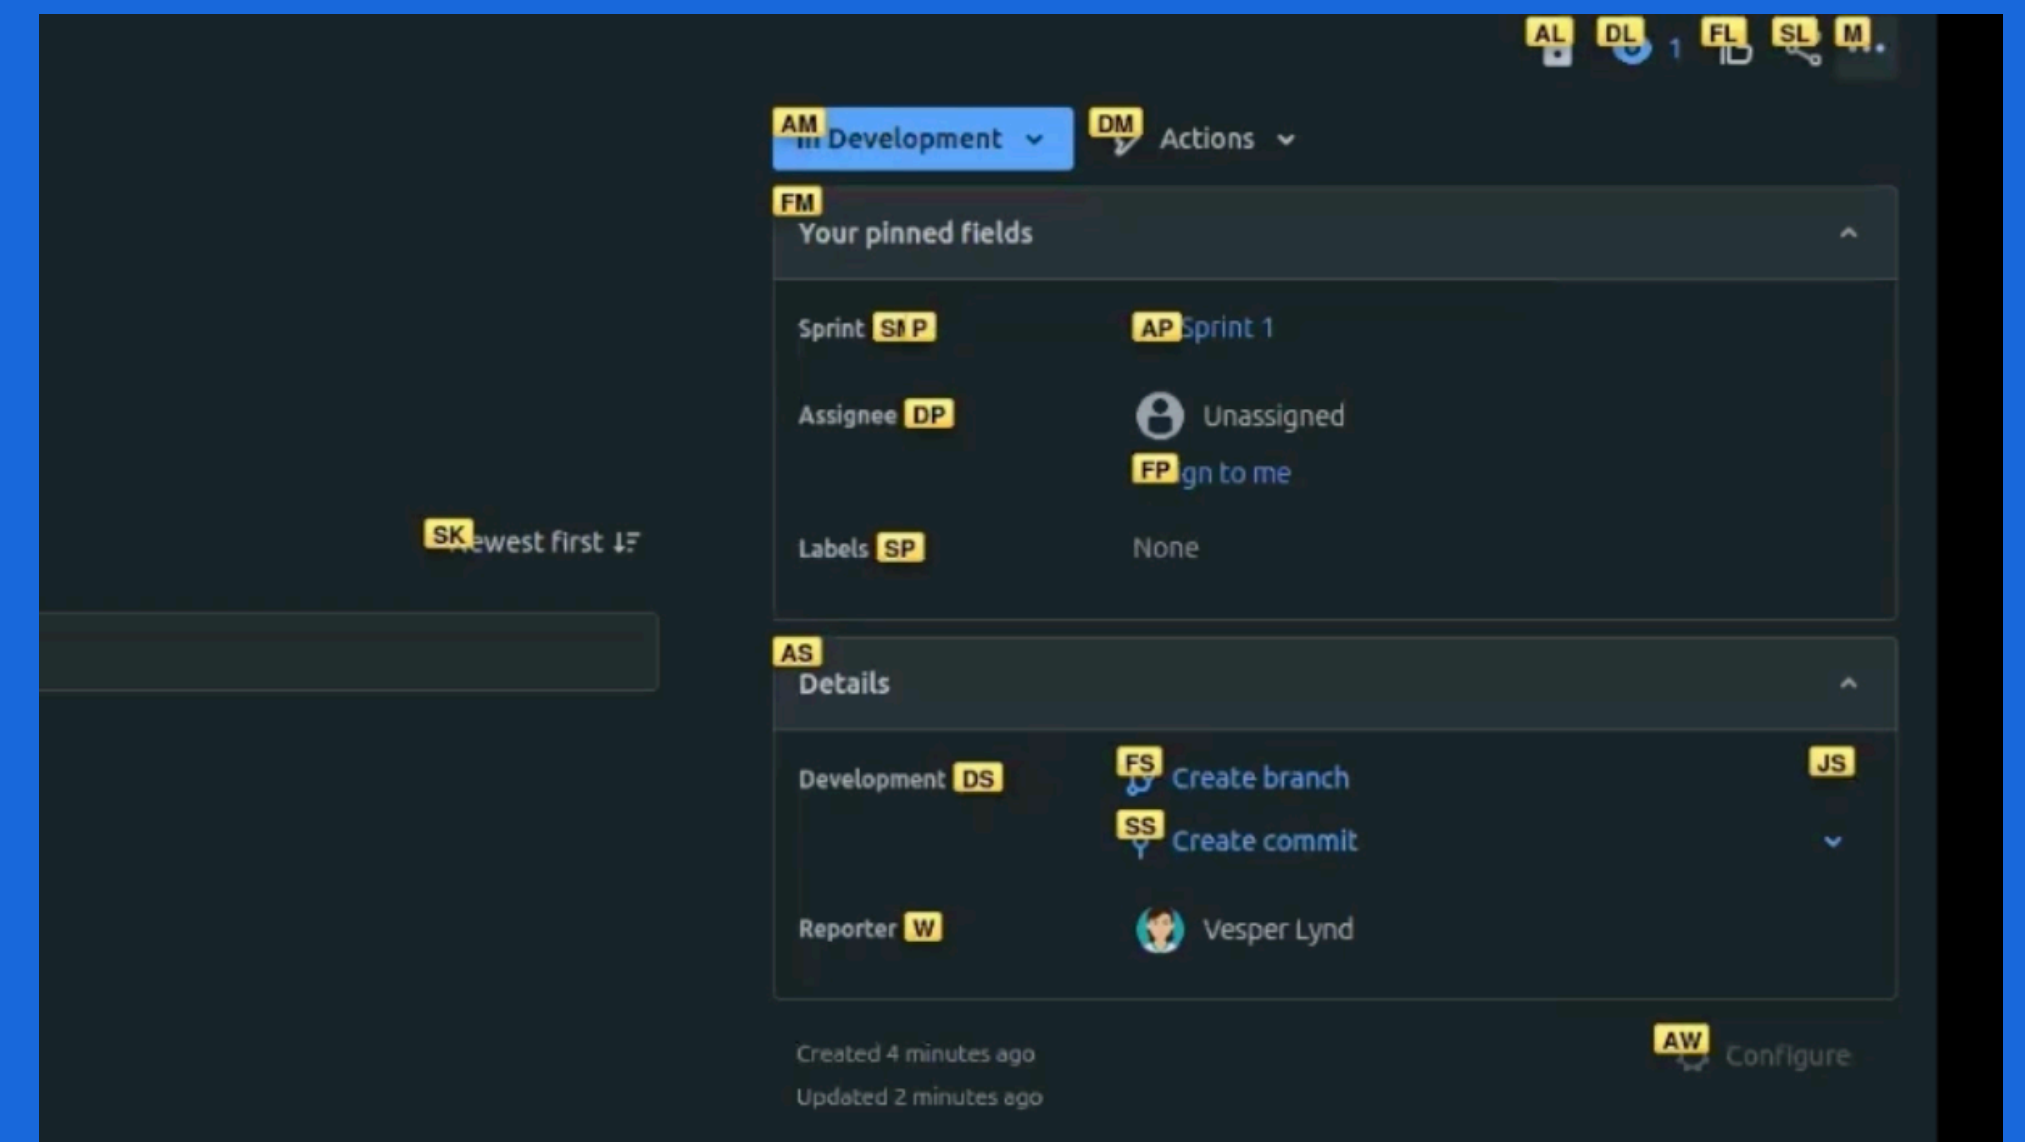 AL DL 1 FL SL M
AM Development DM Actions
FM
Your pinned fields
Sprint P AP Sprint 1
Assignee DP Unassigned
FP gn to me
SK ewest first
Labels SP None
AS
Details
Development DS FS Create branch JS
SS Create commit
Reporter W Vesper Lynd
Created 4 minutes ago AW Configure
Updated 2 minutes ago